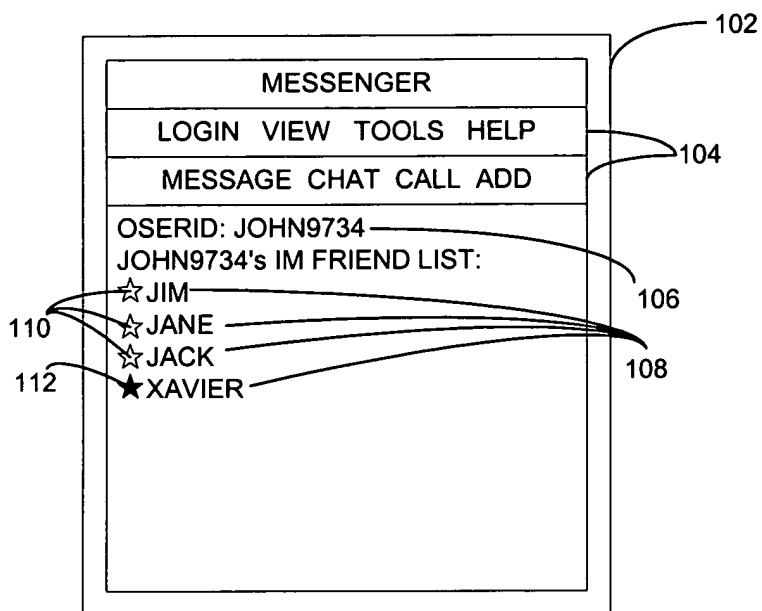 102
MESSENGER
LOGIN VIEW TOOLS HELP
104
MESSAGE CHAT CALL ADD
OSERID: JOHN9734
JOHN9734's IM FRIEND LIST:
106
JIM
110
JANE
JACK
108
112
XAVIER